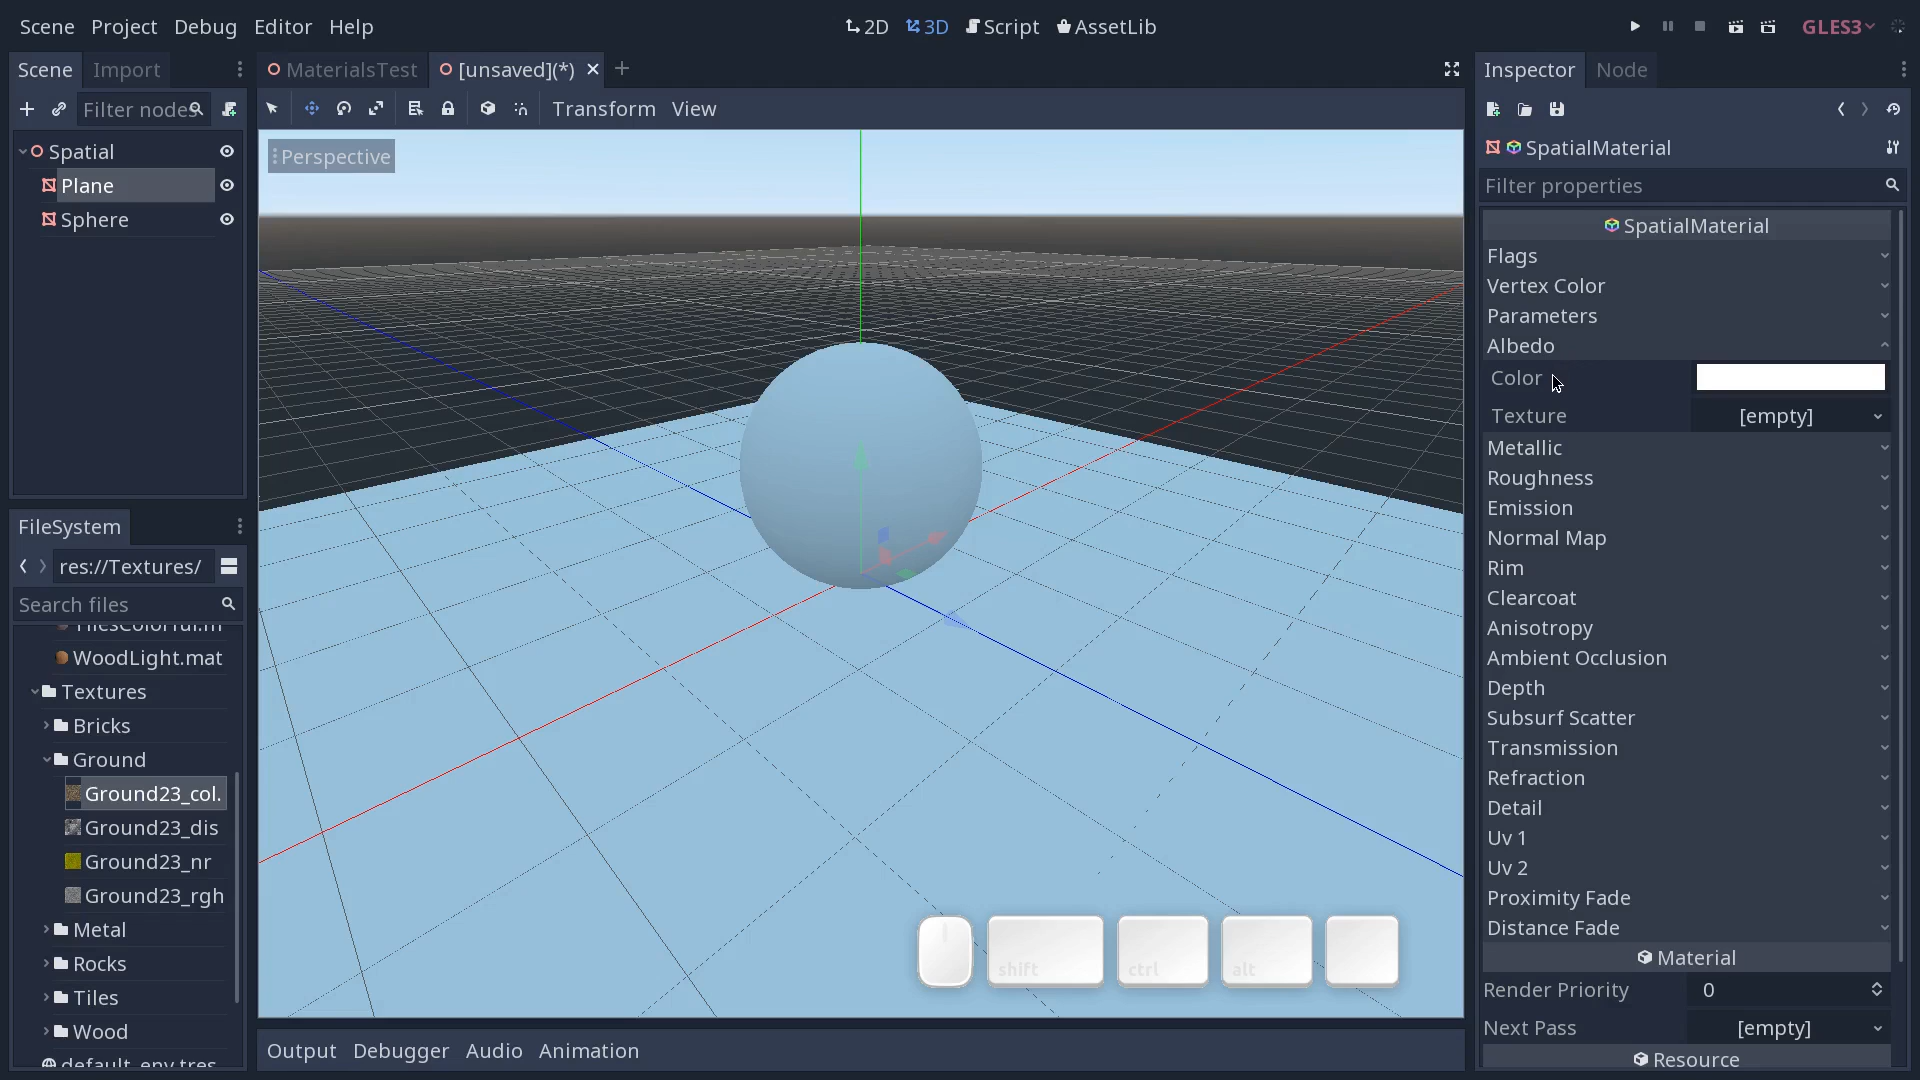 Scene Project Debug Editor Help
2D 3D Script AssetLib
GLES3
Scene Import
MaterialsTest [unsaved](*)
Inspector Node
Filter nodes
Transform View
Spatial
Plane
Sphere
Perspective
FileSystem
res://Textures/
Search files
WoodLight.mat
Textures
Bricks
Ground
Ground23_col.
Ground23_dis
Ground23_nr
Ground23_rgh
Metal
Rocks
Tiles
Wood
default_env.tres
shift ctrl alt
Output Debugger Audio Animation
SpatialMaterial
Filter properties
SpatialMaterial
Flags
Vertex Color
Parameters
Albedo
Color
Texture [empty]
Metallic
Roughness
Emission
Normal Map
Rim
Clearcoat
Anisotropy
Ambient Occlusion
Depth
Subsurf Scatter
Transmission
Refraction
Detail
Uv 1
Uv 2
Proximity Fade
Distance Fade
Material
Render Priority 0
Next Pass [empty]
Resource